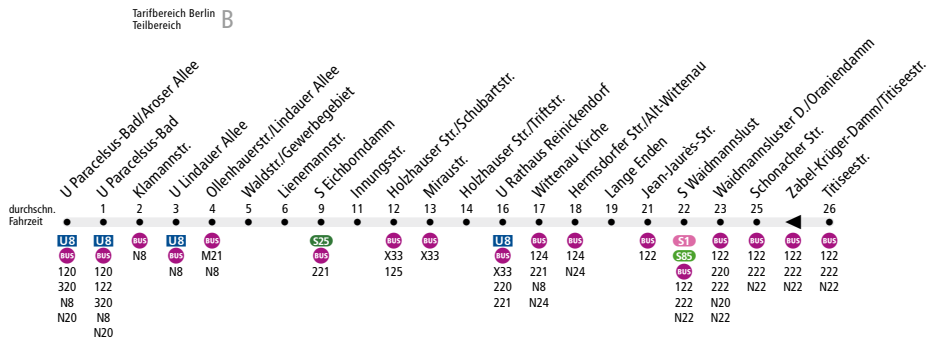 Tarifbereich Berlin
Teilbereich
B
U Paracelsus-Bad/Aroser Allee
U Paracelsus-Bad
Klamannstr.
U Lindauer Allee
Ollenhauerstr./Lindauer Allee
Waldstr./Gewerbegebiet
Lienemannstr.
S Eichborndamm
Innungsstr.
Holzhauser Str./Schubartstr.
Miraustr.
Holzhauser Str./Triftstr.
U Rathaus Reinickendorf
Wittenau Kirche
Hermsdorfer Str./Alt-Wittenau
Lange Enden
Jean-Jaurès-Str.
S Waidmannslust
Waidmannsluster D./Oraniendamm
Schonacher Str.
Zabel-Krüger-Damm/Titiseestr.
Titiseestr.
durchschn.
Fahrzeit
1 2 3 4 5 6 9 11 12 13 14 16 17 18 19 21 22 23 25 26
U8 U8 BUS U8 BUS S25 BUS BUS U8 BUS BUS BUS S1 BUS BUS BUS BUS
BUS BUS N8 BUS M21 BUS X33 X33 BUS 124 124 122 S85 122 122 122 122
120 120 N8 N8 221 125 X33 221 N24 BUS 220 222 222 222
320 122 220 N8 122 222 N22 N22 N22
N8 320 221 N24 222 N20
N20 N8 N22 N22
N20